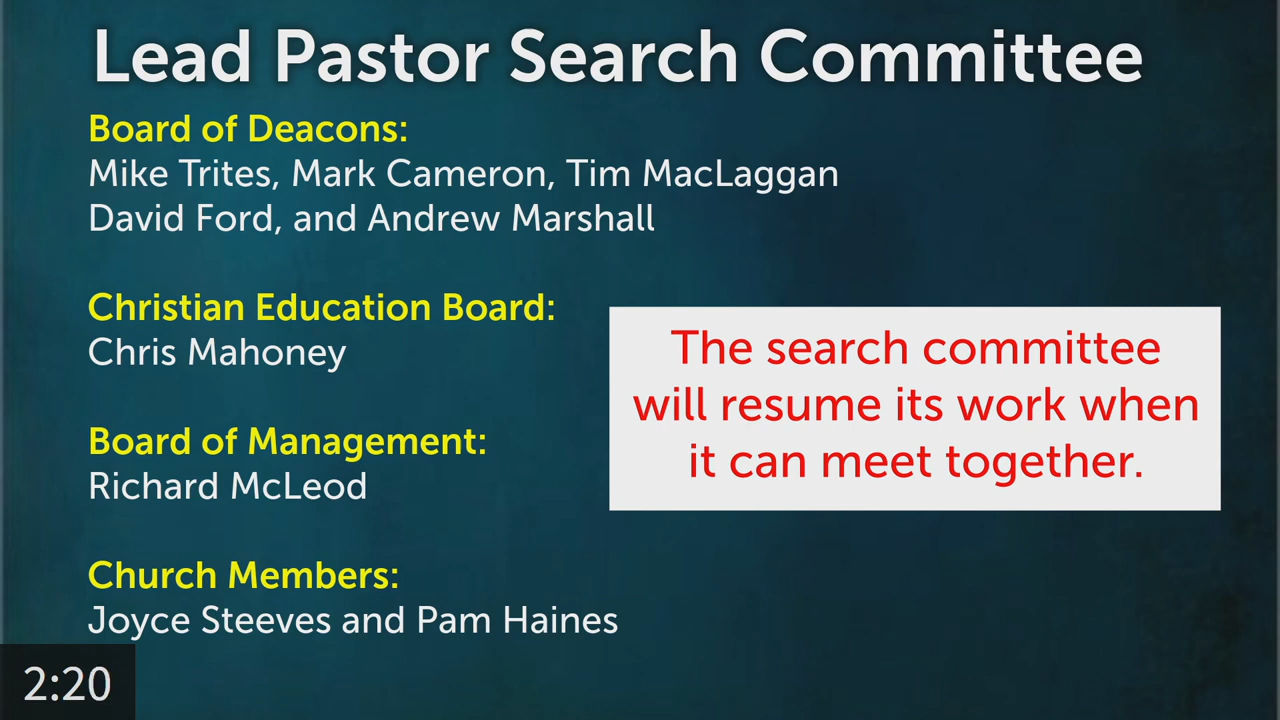 Lead Pastor Search Committee
Board of Deacons:
Mike Trites, Mark Cameron, Tim MacLaggan
David Ford, and Andrew Marshall
Christian Education Board:
Chris Mahoney
The search committee
will resume its work when
it can meet together.
Board of Management:
Richard McLeod
Church Members:
Joyce Steeves and Pam Haines
2:20